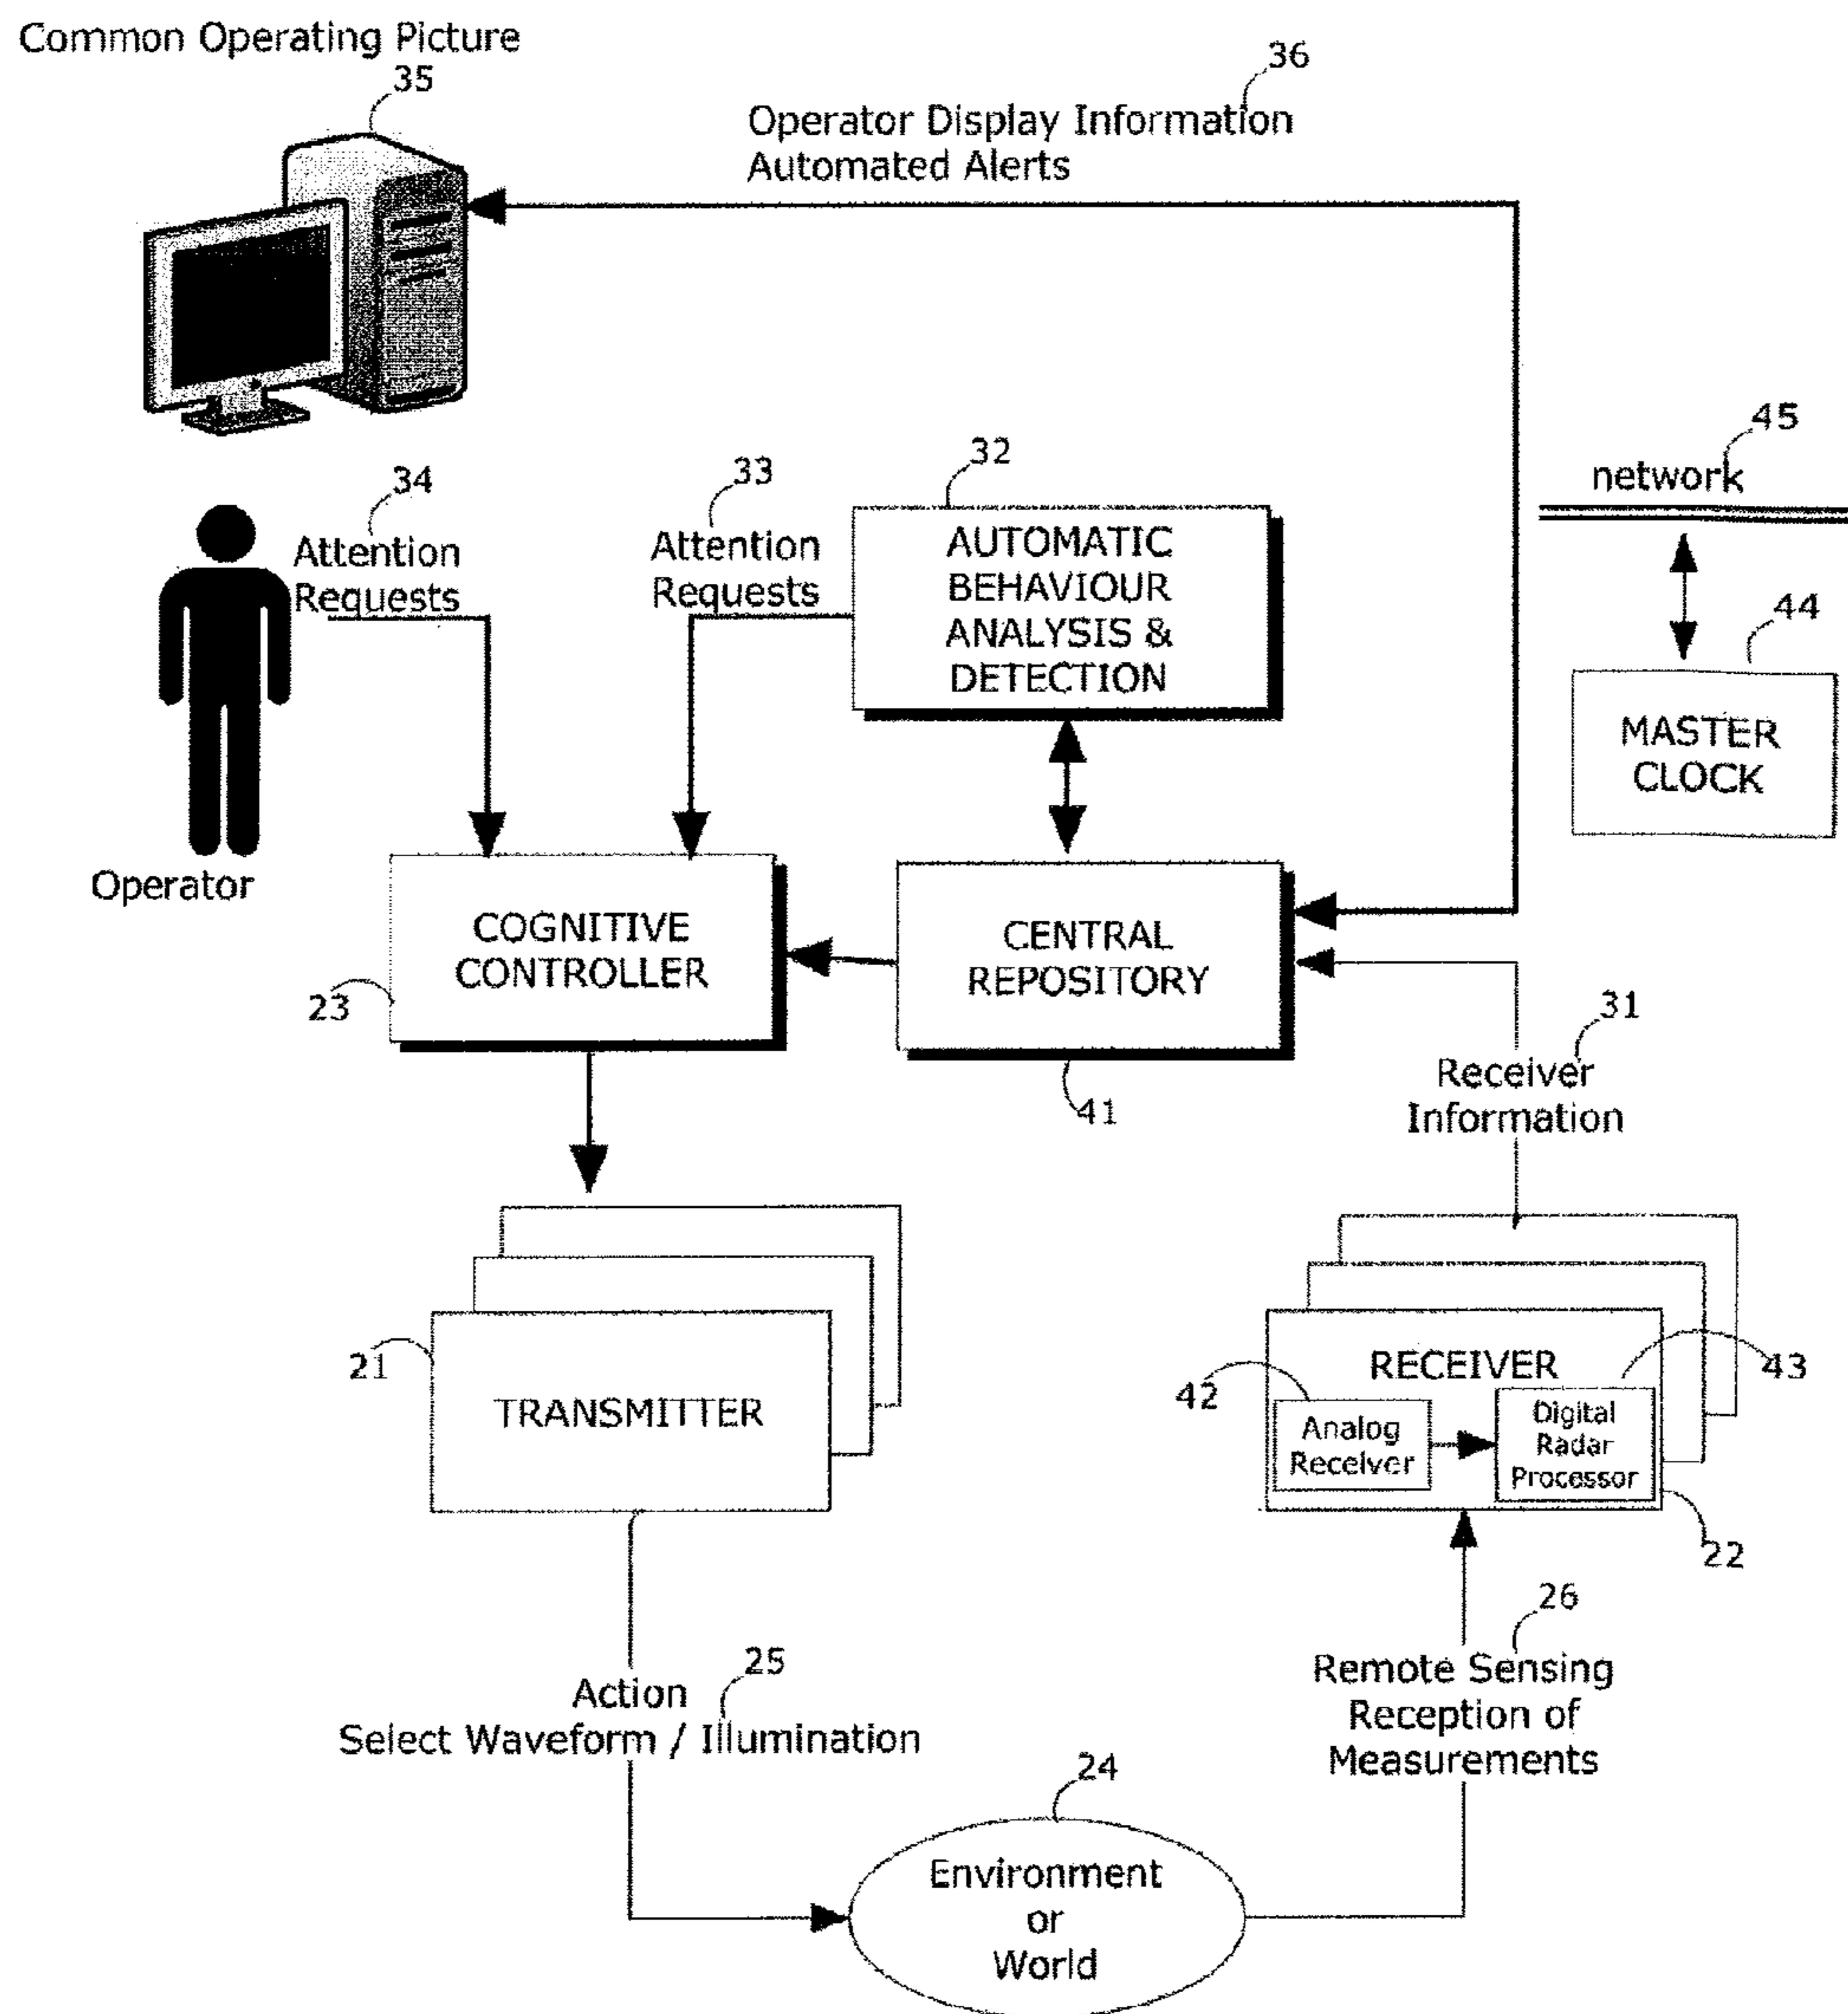 Common Operating Picture
35
36
Operator Display Information
Automated Alerts
45
network
34
Attention
Requests
33
Attention
Requests
32
AUTOMATIC
BEHAVIOUR
ANALYSIS &
DETECTION
44
MASTER
CLOCK
Operator
COGNITIVE
CONTROLLER
23
CENTRAL
REPOSITORY
41
31
Receiver
Information
21
TRANSMITTER
RECEIVER
42
43
Analog
Receiver
Digital
Radar
Processor
22
25
Action
Select Waveform / Illumination
26
Remote Sensing
Reception of
Measurements
24
Environment
or
World